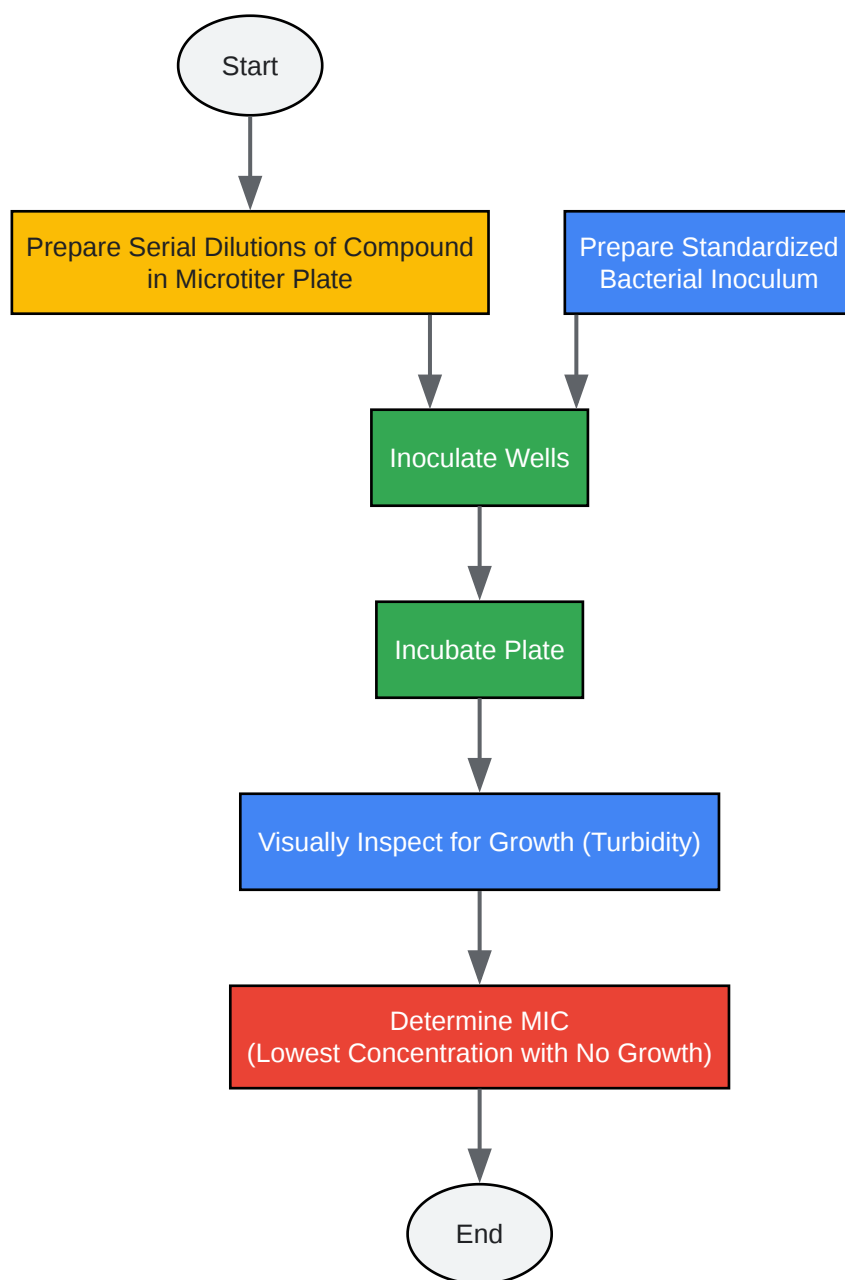 Start
Prepare Serial Dilutions of Compound
in Microtiter Plate
Prepare Standardized
Bacterial Inoculum
Inoculate Wells
Incubate Plate
Visually Inspect for Growth (Turbidity)
Determine MIC
(Lowest Concentration with No Growth)
End